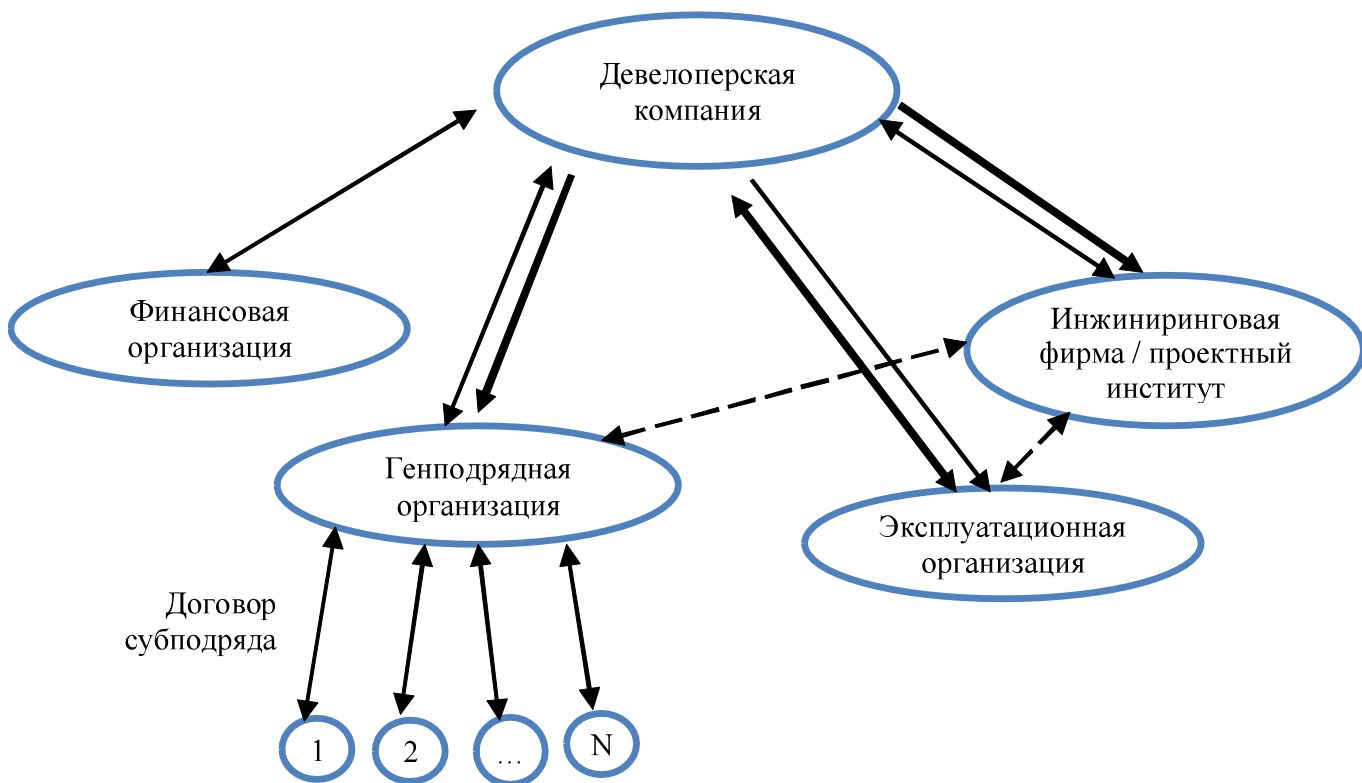 Девелоперская
компания
Финансовая
организация
Инжиниринговая
фирма / проектный
институт
Генподрядная
организация
Эксплуатационная
организация
Договор
субподряда
1
2
…
N